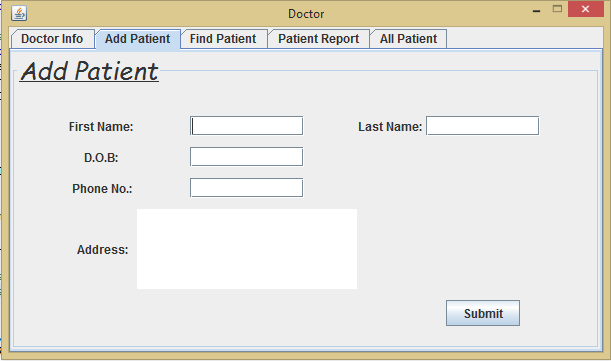 Doctor
Doctor Info Add Patient Find Patient Patient Report All Patient
Add Patient
First Name: Last Name:
D.O.B:
Phone No.:
Address:
Submit